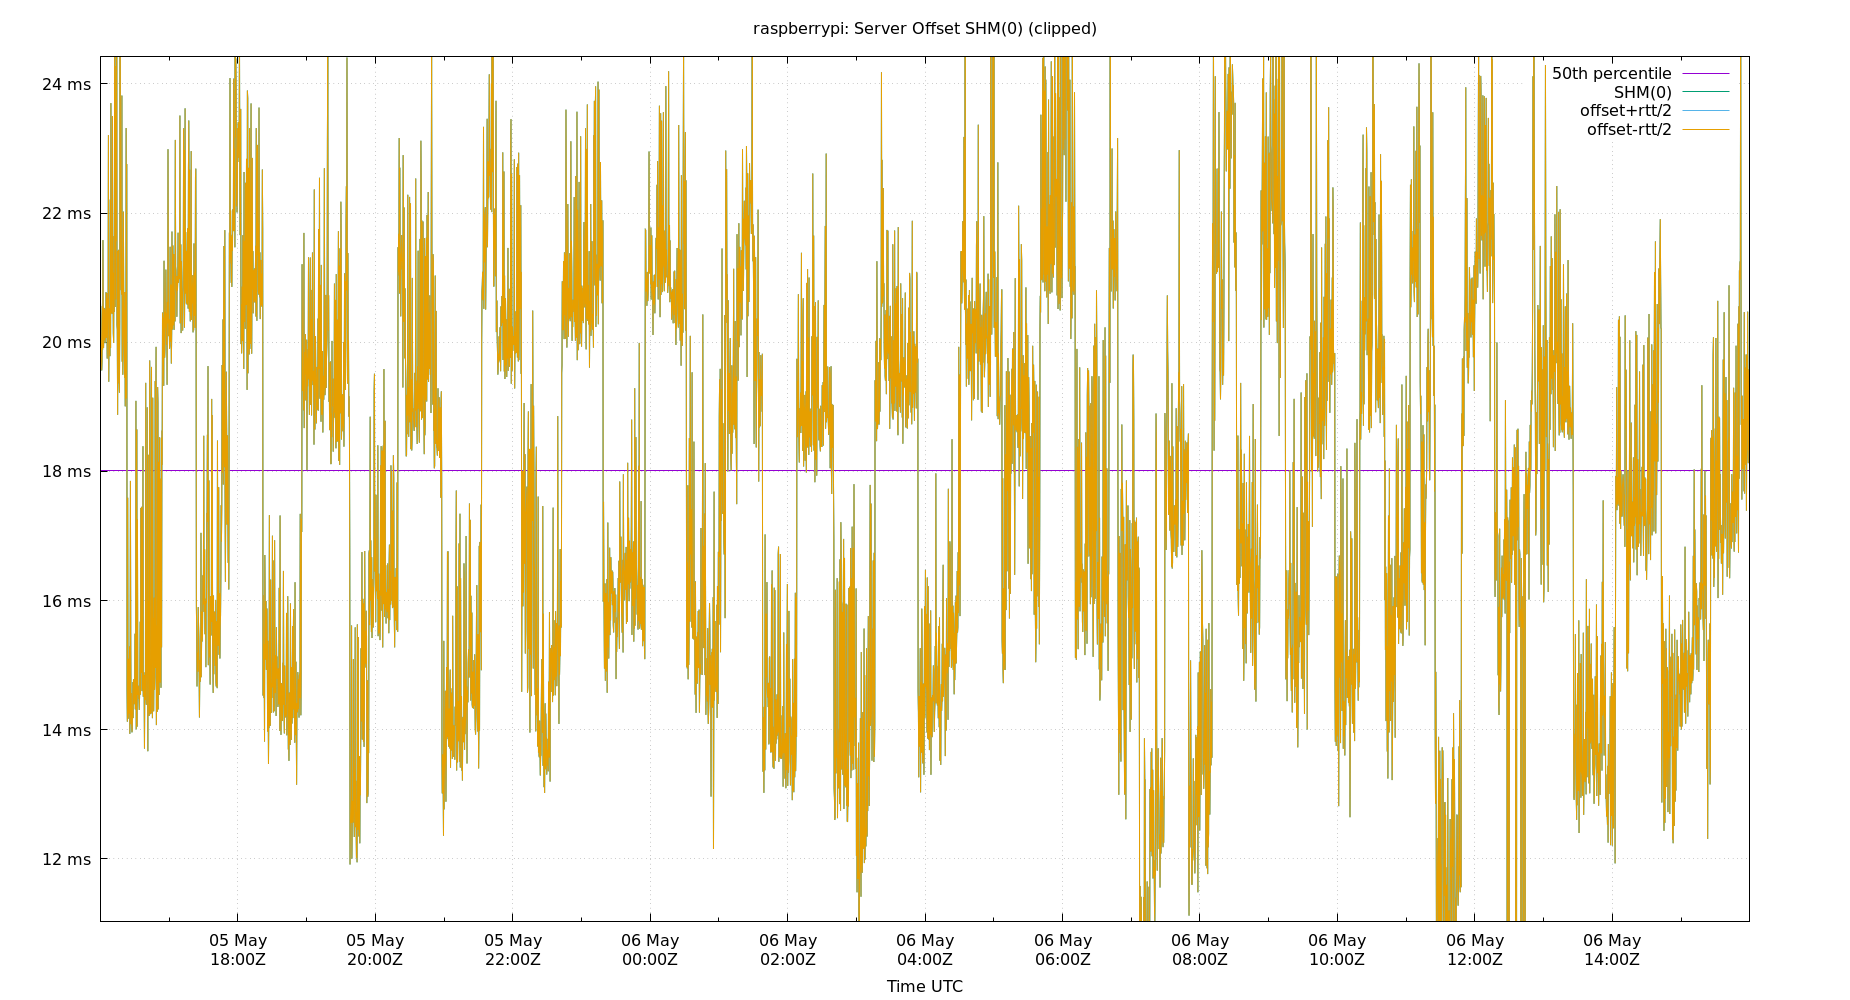 raspberrypi: Server Offset SHM(0) (clipped)
24 ms
22 ms
20 ms
18 ms
16 ms
14 ms
12 ms
50th percentile
SHM(0)
offset+rtt/2
offset-rtt/2
05 May
18:00Z
05 May
20:00Z
05 May
22:00Z
06 May
00:00Z
06 May
02:00Z
06 May
04:00Z
06 May
06:00Z
06 May
08:00Z
06 May
10:00Z
06 May
12:00Z
06 May
14:00Z
Time UTC